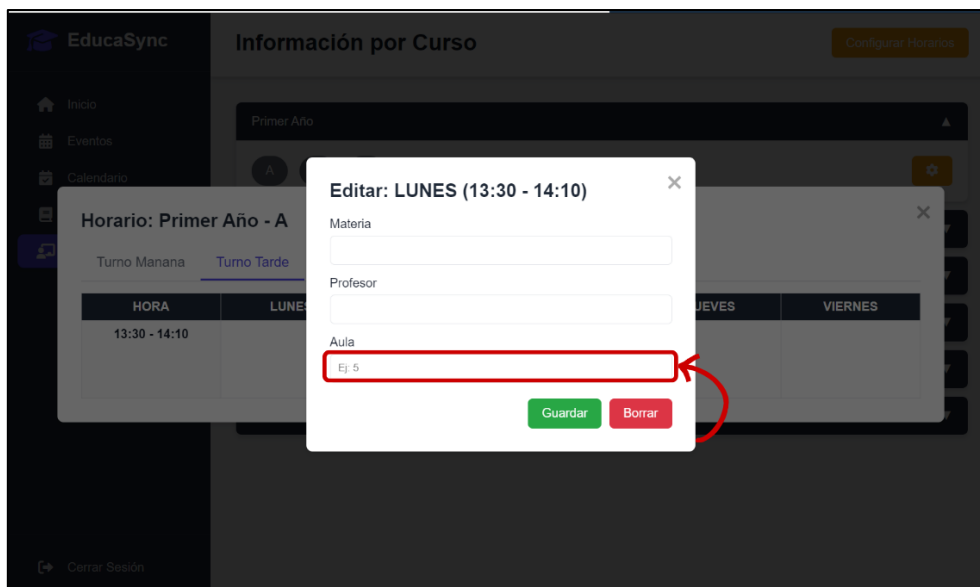 EducaSync
Información por Curso
Configurar Horarios
Inicio
Primer Año
Eventos
A
Calendario
Editar: LUNES (13:30 - 14:10)
Materia
Horario: Primer Año - A
Turno Manana
Turno Tarde
Profesor
HORA
LUNES
VIERNES
13:30 - 14:10
Aula
Ej: 5
Guardar
Borrar
Cerrar Sesión